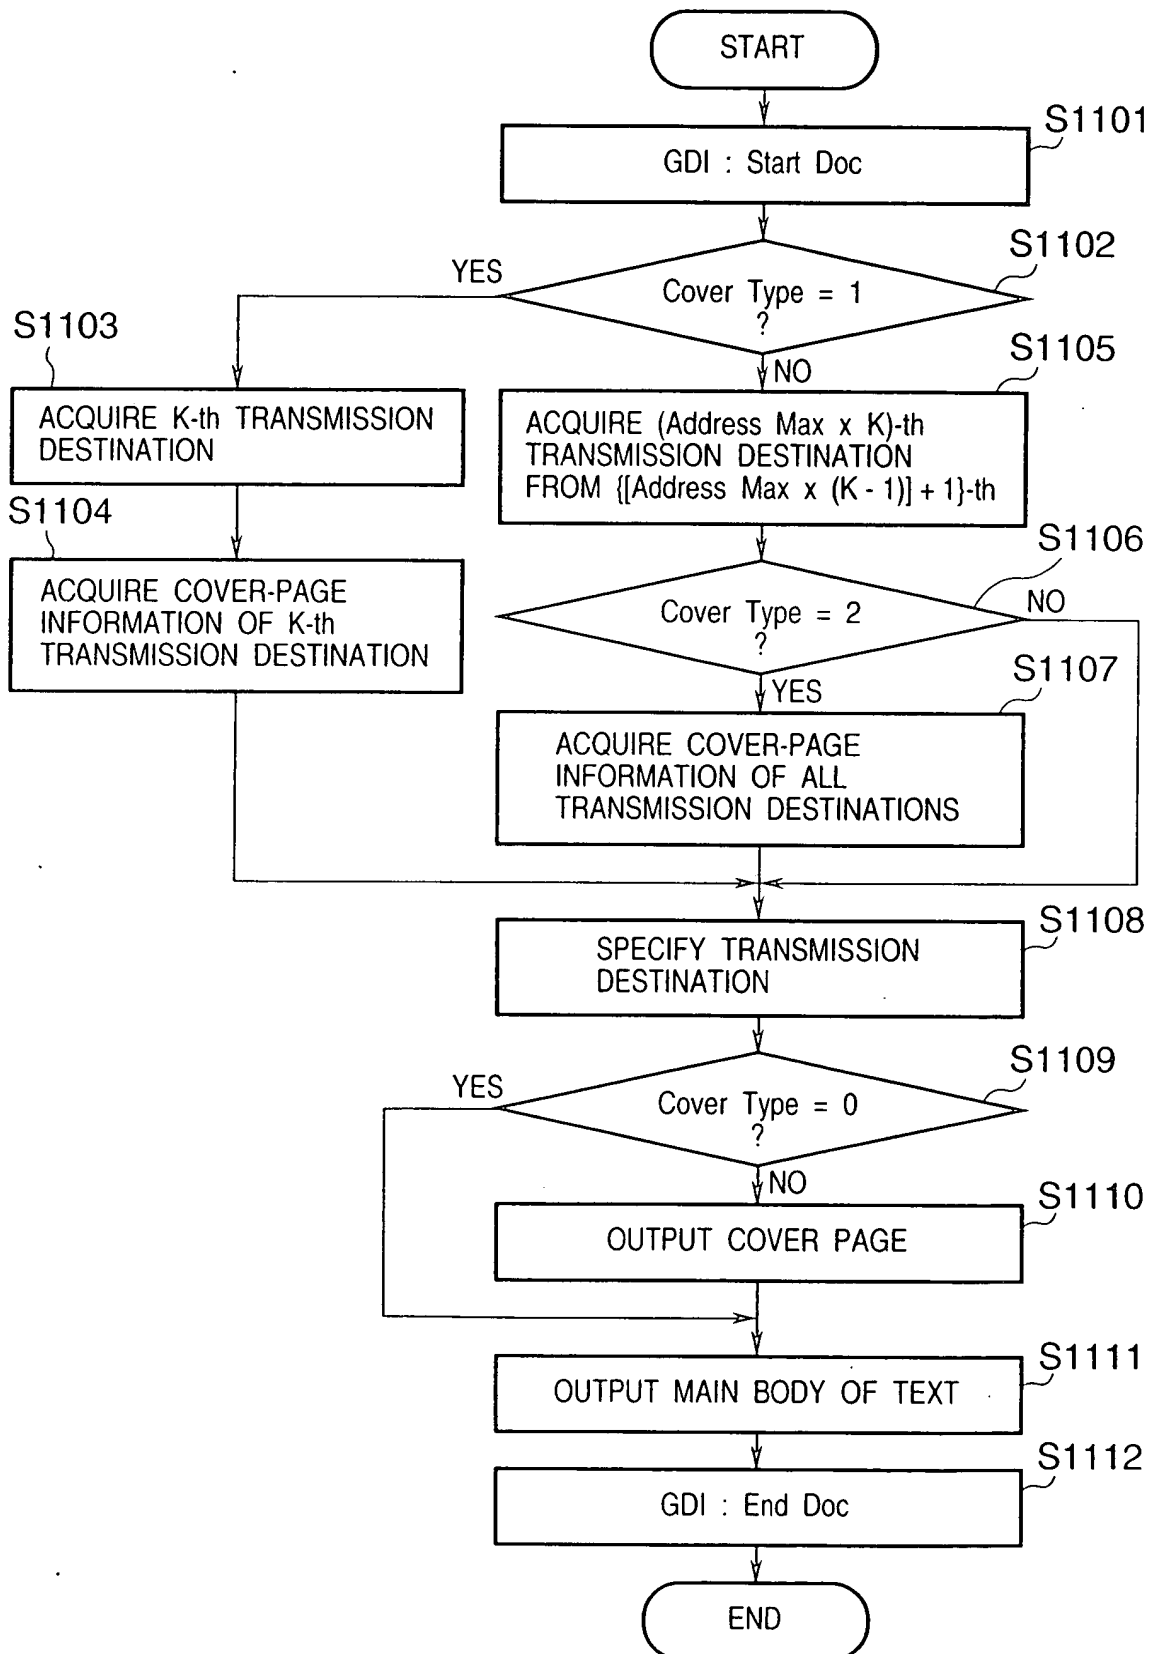 START
S1101
GDI : Start Doc
S1102
YES
Cover Type = 1
?
S1103
NO
S1105
ACQUIRE K-th TRANSMISSION
DESTINATION
ACQUIRE (Address Max x K)-th
TRANSMISSION DESTINATION
FROM {[Address Max x (K - 1)] + 1}-th
S1104
ACQUIRE COVER-PAGE
INFORMATION OF K-th
TRANSMISSION DESTINATION
S1106
Cover Type = 2
?
NO
YES
S1107
ACQUIRE COVER-PAGE
INFORMATION OF ALL
TRANSMISSION DESTINATIONS
S1108
SPECIFY TRANSMISSION
DESTINATION
S1109
YES
Cover Type = 0
?
NO
S1110
OUTPUT COVER PAGE
S1111
OUTPUT MAIN BODY OF TEXT
S1112
GDI : End Doc
END